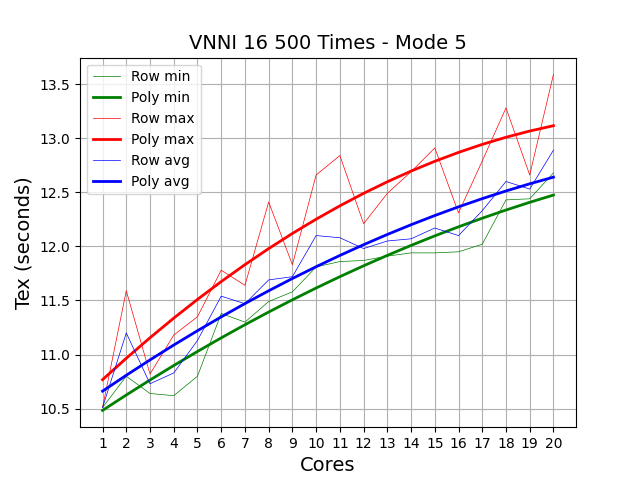 VNNI 16 500 Times - Mode 5
Tex (seconds)
13.5
13.0
12.5
12.0
11.5
11.0
10.5
Row min
Poly min
Row max
Poly max
Row avg
Poly avg
1 2 3 4 5 6 7 8 9 10 11 12 13 14 15 16 17 18 19 20
Cores